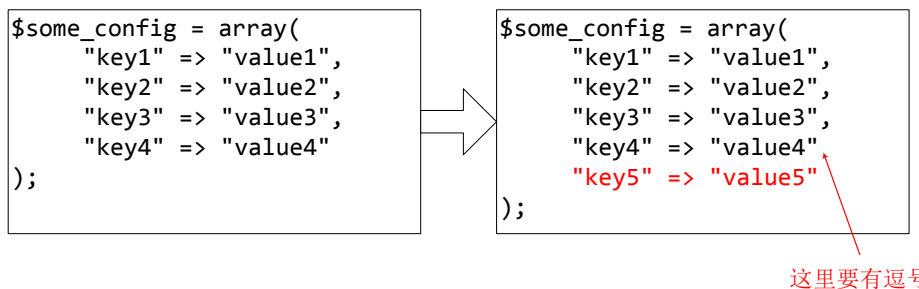 $some_config = array(
"key1" => "value1",
"key2" => "value2",
"key3" => "value3",
"key4" => "value4"
);
$some_config = array(
"key1" => "value1",
"key2" => "value2",
"key3" => "value3",
"key4" => "value4"
"key5" => "value5"
);
这里要有逗号